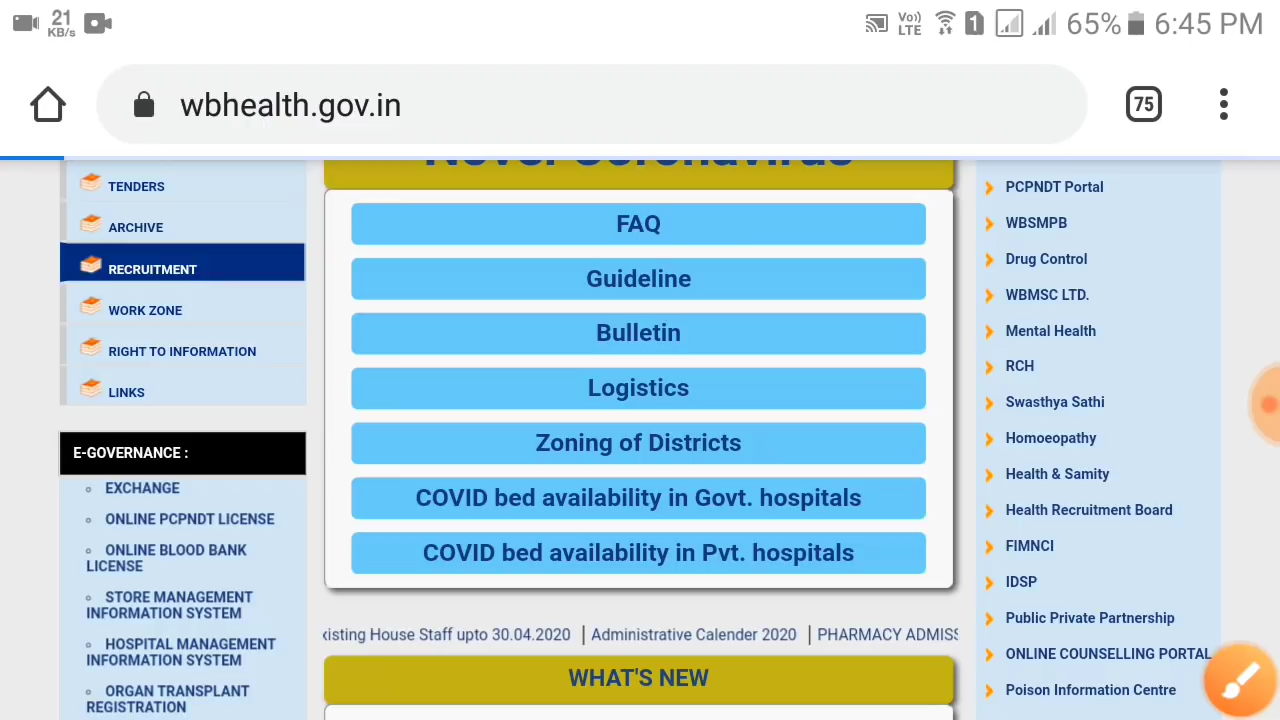 21
KB/s
Vo))
LTE
1
65%
6:45 PM
wbhealth.gov.in
75
Novel Coronavirus
TENDERS
ARCHIVE
RECRUITMENT
WORK ZONE
RIGHT TO INFORMATION
LINKS
E-GOVERNANCE :
EXCHANGE
ONLINE PCPNDT LICENSE
ONLINE BLOOD BANK
LICENSE
STORE MANAGEMENT
INFORMATION SYSTEM
HOSPITAL MANAGEMENT
INFORMATION SYSTEM
ORGAN TRANSPLANT
REGISTRATION
FAQ
Guideline
Bulletin
Logistics
Zoning of Districts
COVID bed availability in Govt. hospitals
COVID bed availability in Pvt. hospitals
xisting House Staff upto 30.04.2020 | Administrative Calender 2020 | PHARMACY ADMISS
WHAT'S NEW
PCPNDT Portal
WBSMPB
Drug Control
WBMSC LTD.
Mental Health
RCH
Swasthya Sathi
Homoeopathy
Health & Samity
Health Recruitment Board
FIMNCI
IDSP
Public Private Partnership
ONLINE COUNSELLING PORTAL
Poison Information Centre